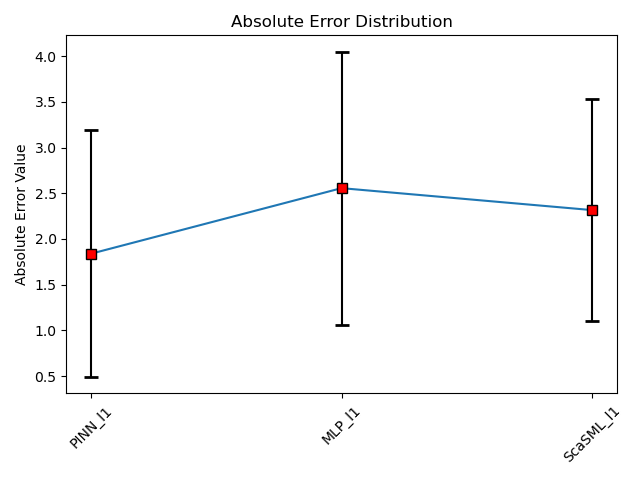 Absolute Error Distribution
Absolute Error Value
4.0
3.5
3.0
2.5
2.0
1.5
1.0
0.5
PINN_l1
MLP_l1
ScaSML_l1